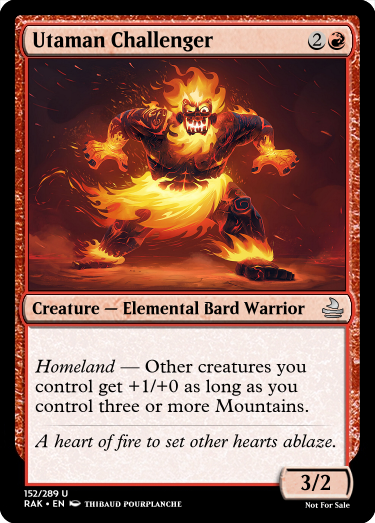 Utaman Challenger 2
Creature — Elemental Bard Warrior
Homeland — Other creatures you
control get +1/+0 as long as you
control three or more Mountains.
A heart of fire to set other hearts ablaze.
3/2
152/289 U
RAK • EN THIBAUD POURPLANCHE
Not For Sale